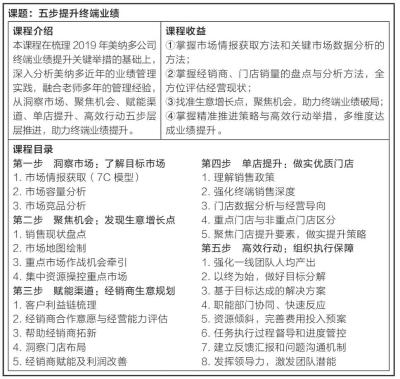 课题：五步提升终端业绩
课程介绍
本课程在梳理 2019 年美纳多公司
终端业绩提升关键举措的基础上，
深入分析美纳多近年的业绩管理
实践，融合老师多年的管理经验，
从洞察市场、聚焦机会、赋能渠
道、单店提升、高效行动五步层
层推进，助力终端业绩提升。
课程收益
①掌握市场情报获取方法和关键市场数据分析的
方法；
②掌握经销商、门店销量的盘点与分析方法，全
方位评估经营现状；
③找准生意增长点，聚焦机会，助力终端业绩破局；
④掌握精准推进策略与高效行动举措，多维度达
成业绩提升。
课程目录
第一步 洞察市场：了解目标市场
1. 市场情报获取（7C 模型）
2. 市场容量分析
3. 市场竞品分析
第二步 聚焦机会：发现生意增长点
1. 销售现状盘点
2. 市场地图绘制
3. 重点市场作战机会牵引
4. 集中资源操控重点市场
第三步 赋能渠道：经销商生意规划
1. 客户利益链梳理
2. 经销商合作意愿与经营能力评估
3. 帮助经销商拓新
4. 洞察门店布局
5. 经销商赋能及利润改善
第四步 单店提升：做实优质门店
1. 理解销售政策
2. 强化终端销售深度
3. 门店数据分析与经营导向
4. 重点门店与非重点门店区分
5. 聚焦门店提升要素，做实提升策略
第五步 高效行动：组织执行保障
1. 强化一线团队人均产出
2. 以终为始，做好目标分解
3. 基于目标达成的解决方案
4. 职能部门协同、快速反应
5. 资源倾斜，完善费用投入预案
6. 任务执行过程督导和进度管控
7. 建立反馈汇报和问题沟通机制
8. 发挥领导力，激发团队潜能